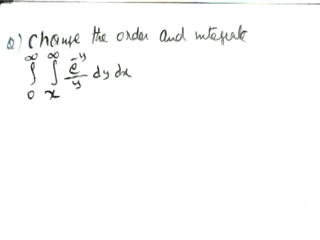 Q) Change the order and integrate
∫₀^∞ ∫ₓ^∞ e^{-y}/y dy dx